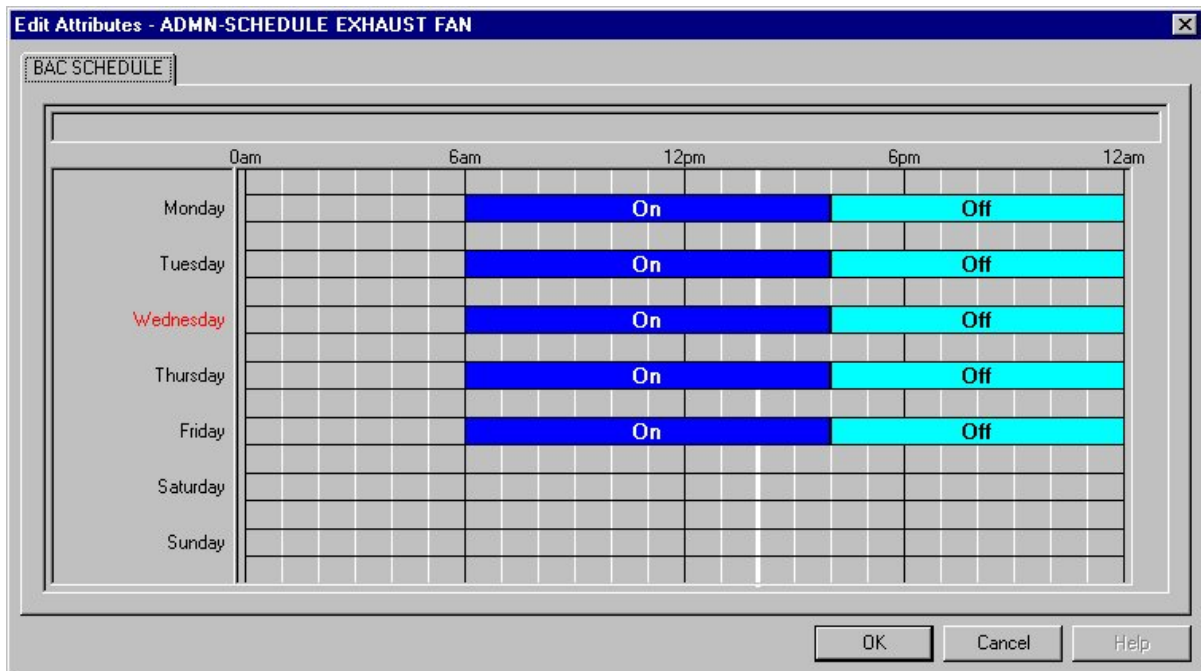 Edit Attributes - ADMN-SCHEDULE EXHAUST FAN
BAC SCHEDULE
0am 6am 12pm 6pm 12am
Monday On Off
Tuesday On Off
Wednesday On Off
Thursday On Off
Friday On Off
Saturday
Sunday
OK Cancel Help